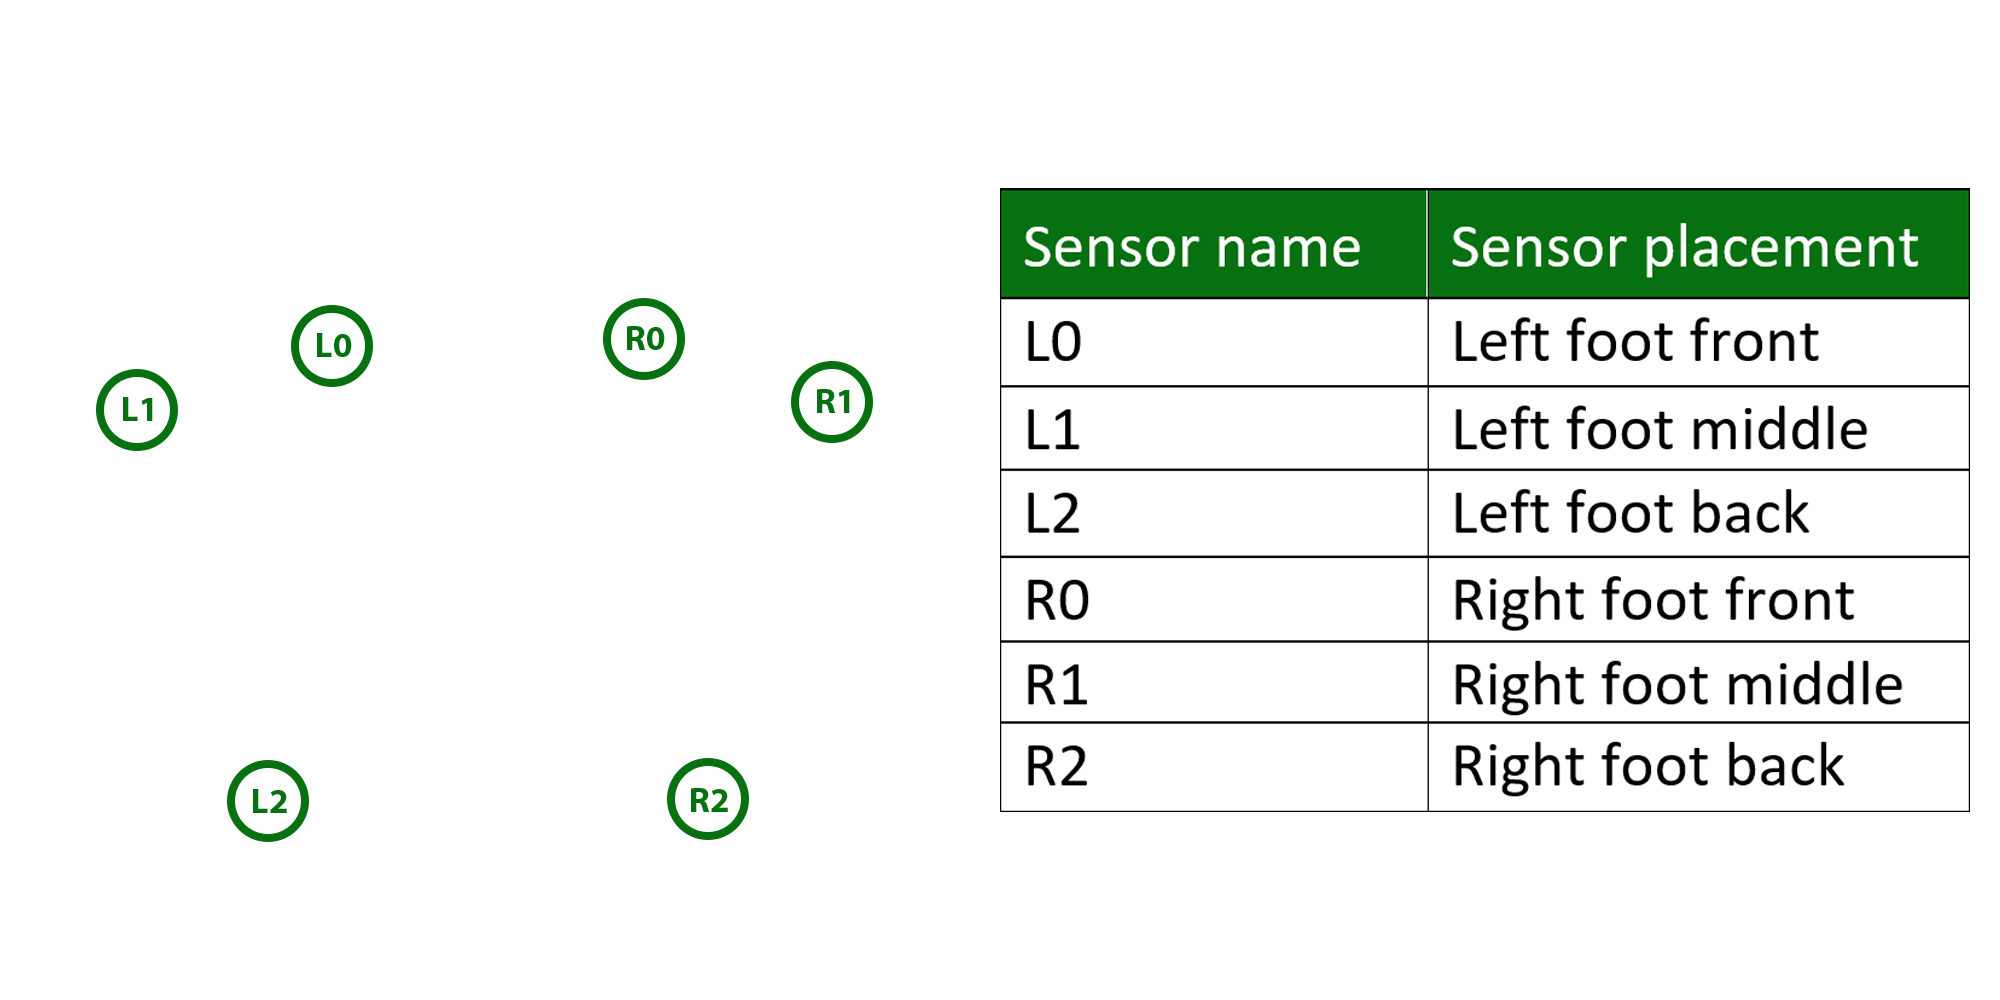 L0
R0
L1
R1
L2
R2
Sensor name Sensor placement
L0 Left foot front
L1 Left foot middle
L2 Left foot back
R0 Right foot front
R1 Right foot middle
R2 Right foot back